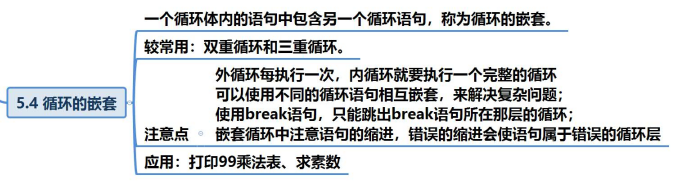 一个循环体内的语句中包含另一个循环语句，称为循环的嵌套。
较常用：双重循环和三重循环。
5.4 循环的嵌套
外循环每执行一次，内循环就要执行一个完整的循环
可以使用不同的循环语句相互嵌套，来解决复杂问题；
使用break语句，只能跳出break语句所在那层的循环；
注意点 嵌套循环中注意语句的缩进，错误的缩进会使语句属于错误的循环层
应用：打印99乘法表、求素数